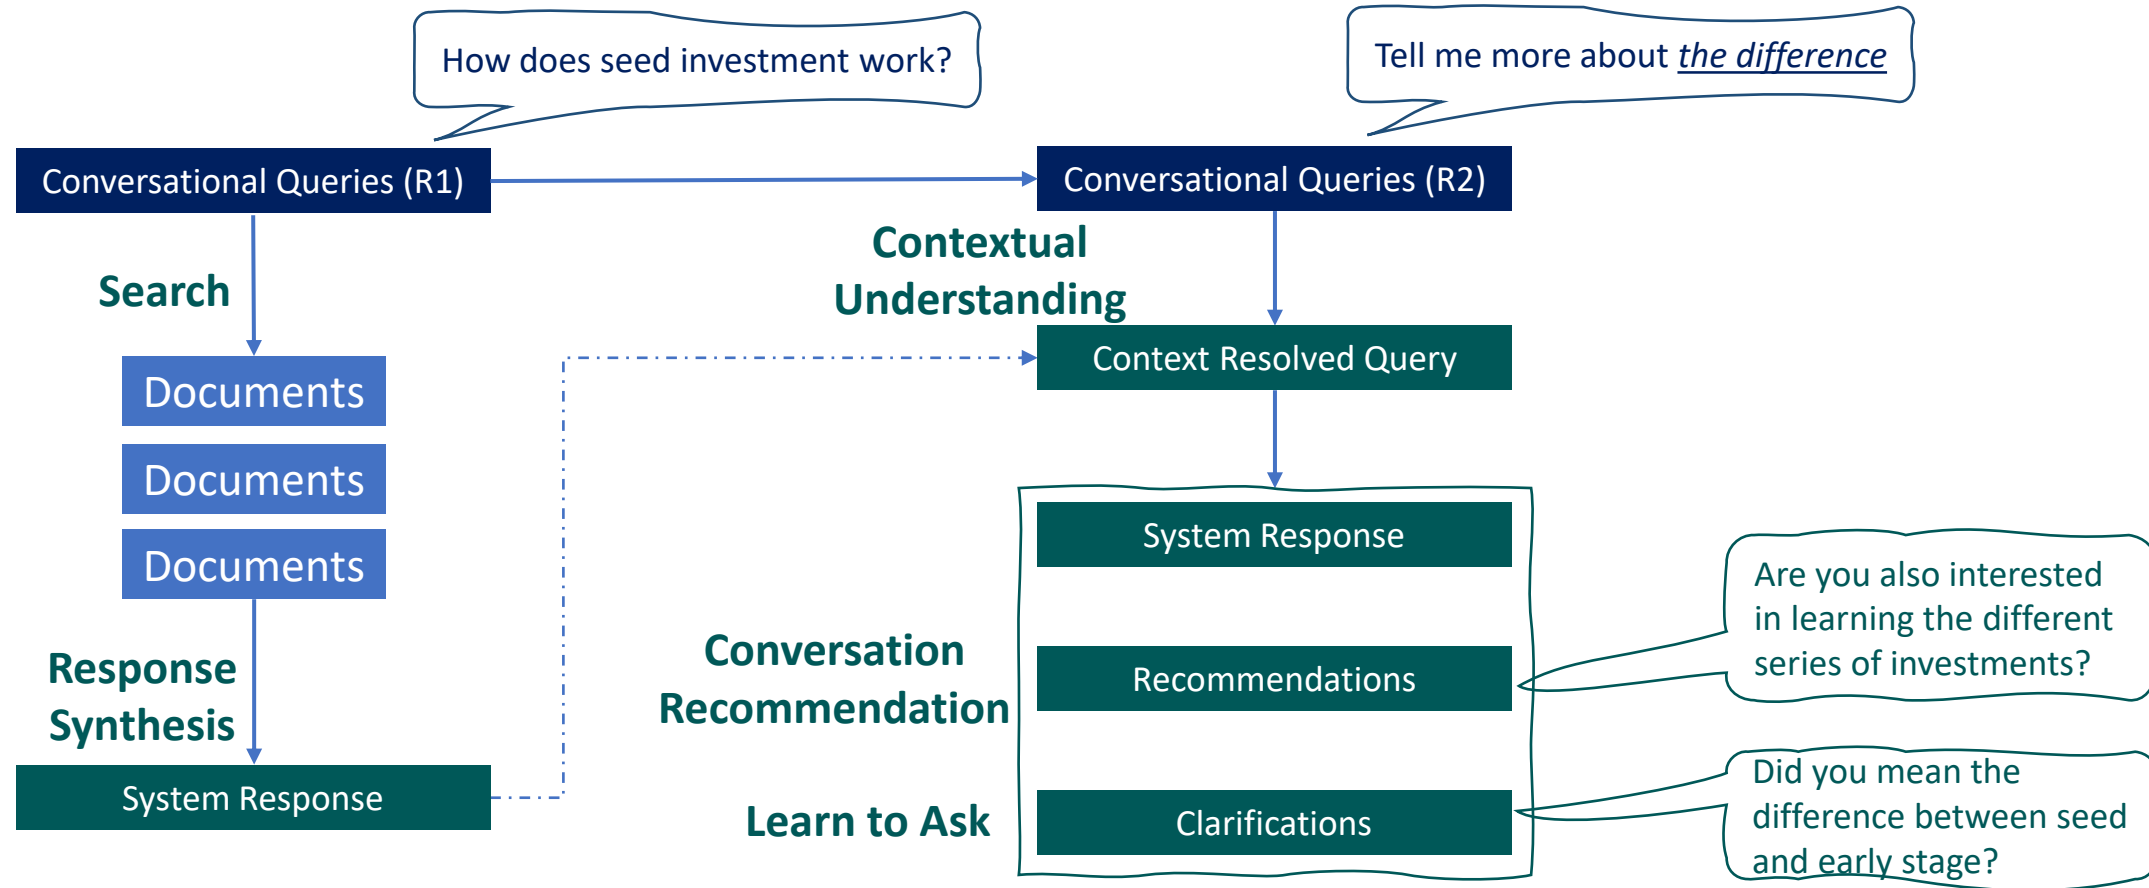 How does seed investment work?
Tell me more about the difference
Conversational Queries (R1)
Conversational Queries (R2)
Search
Contextual
Understanding
Documents
Documents
Documents
Context Resolved Query
Response
Synthesis
System Response
System Response
Conversation
Recommendation
Recommendations
Are you also interested
in learning the different
series of investments?
Learn to Ask
Clarifications
Did you mean the
difference between seed
and early stage?